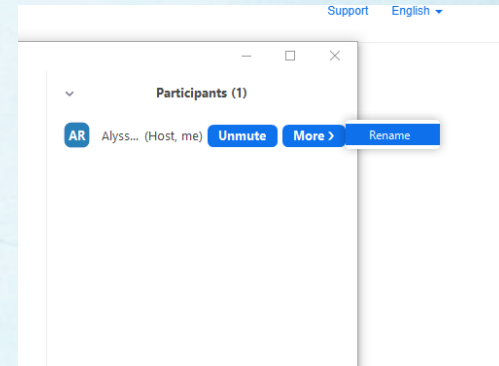 Support English
Participants (1)
AR Alyss... (Host, me) Unmute More > Rename